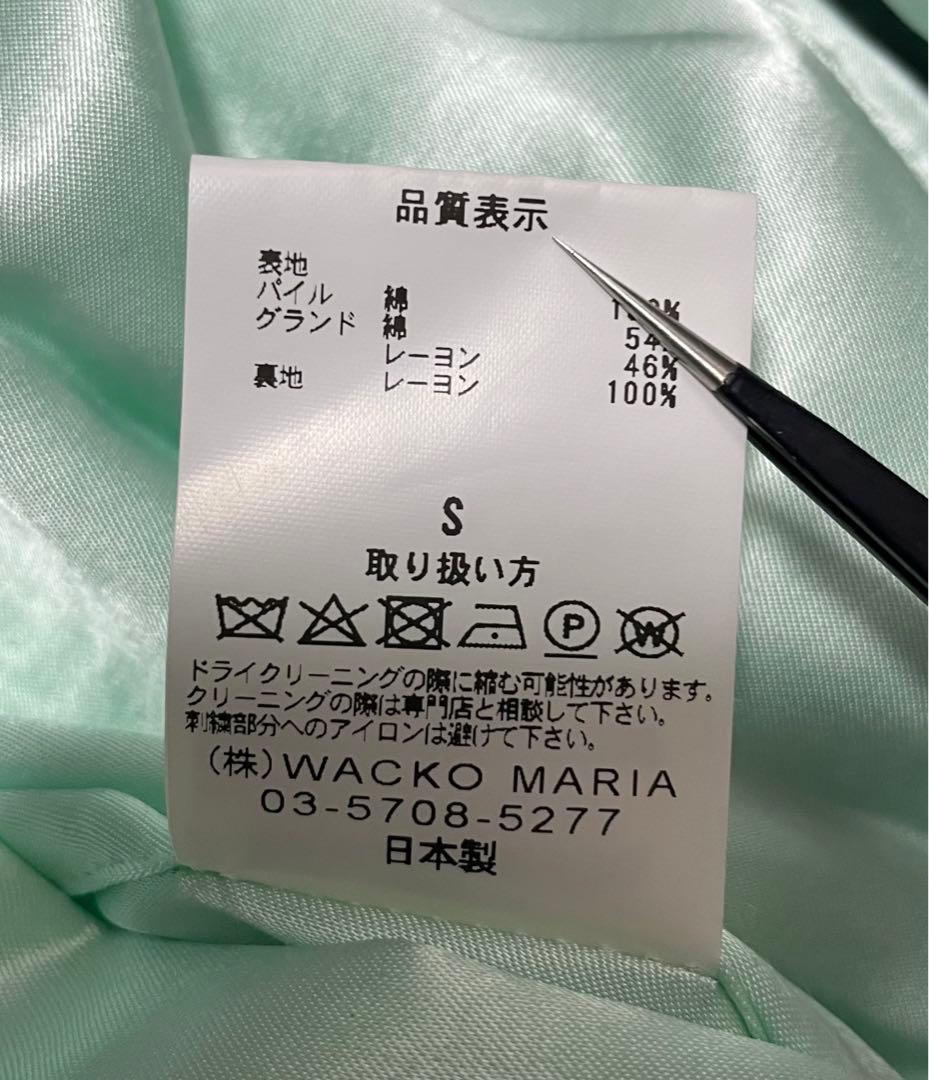 品質表示
表地
パイル 綿
グランド 綿
レーヨン 46%
裏地 レーヨン 100%
S
取り扱い方
P W
ドライクリーニングの際に縮む可能性があります。
クリーニングの際は専門店と相談して下さい。
刺繍部分へのアイロンは避けて下さい。
(株)WACKO MARIA
03-5708-5277
日本製